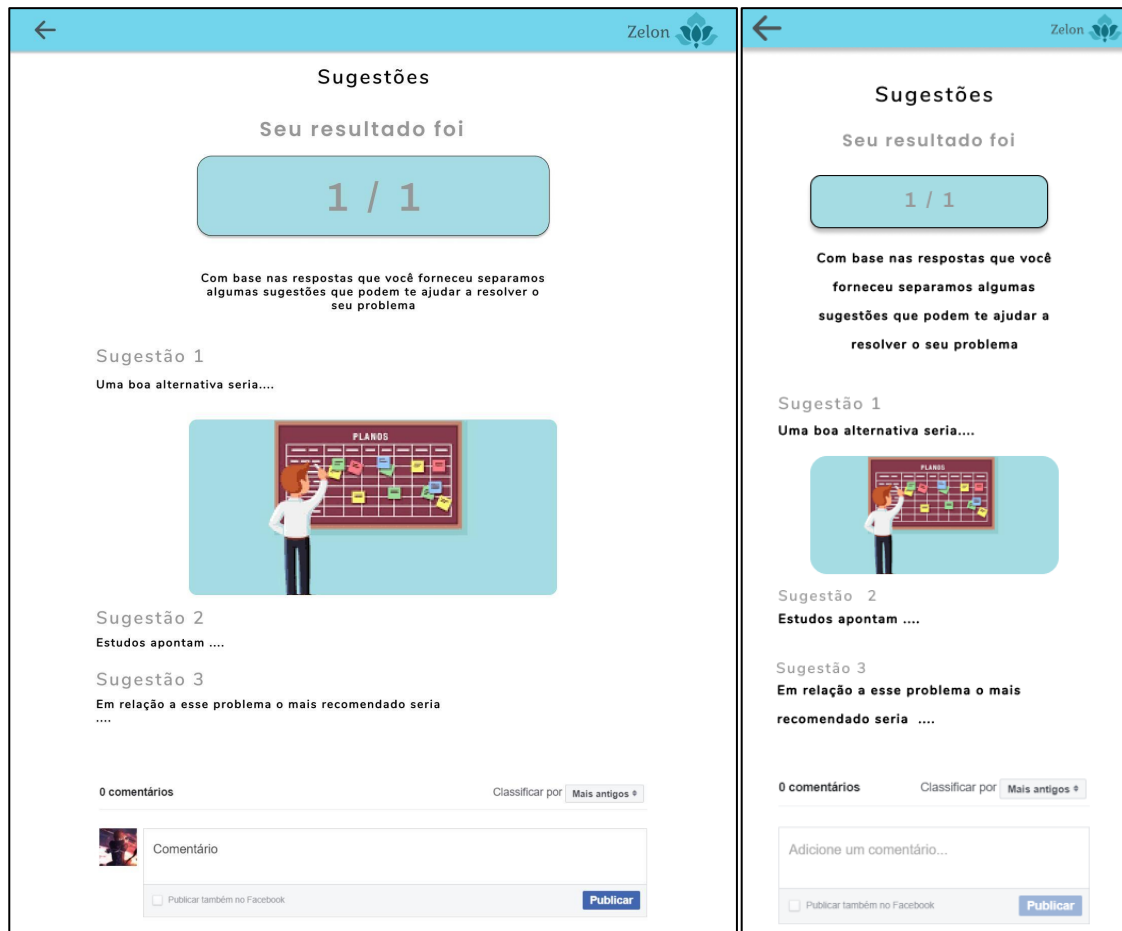 Zelon
Sugestões
Seu resultado foi
1 / 1
Com base nas respostas que você forneceu separamos
algumas sugestões que podem te ajudar a resolver o
seu problema
Sugestão 1
Uma boa alternativa seria....
PLANOS
Sugestão 2
Estudos apontam ....
Sugestão 3
Em relação a esse problema o mais recomendado seria
....
0 comentários
Classificar por Mais antigos
Comentário
Publicar também no Facebook
Publicar
Zelon
Sugestões
Seu resultado foi
1 / 1
Com base nas respostas que você
forneceu separamos algumas
sugestões que podem te ajudar a
resolver o seu problema
Sugestão 1
Uma boa alternativa seria....
PLANOS
Sugestão 2
Estudos apontam ....
Sugestão 3
Em relação a esse problema o mais
recomendado seria ....
0 comentários
Classificar por Mais antigos
Adicione um comentário...
Publicar também no Facebook
Publicar